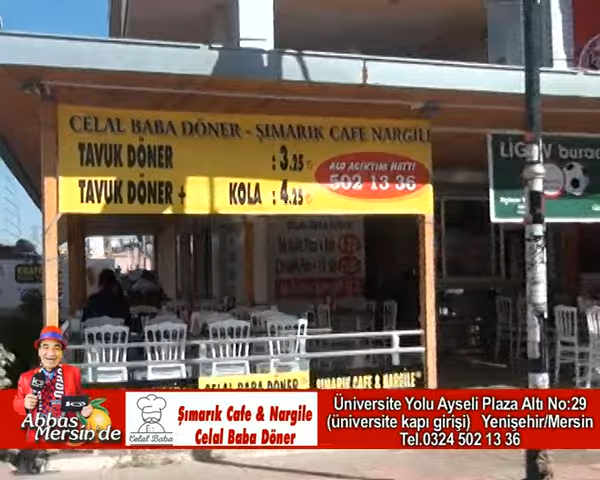 CELAL BABA DÖNER - ŞIMARIK CAFE NARGİL
TAVUK DÖNER : 3.25
TAVUK DÖNER + KOLA : 4.25
ALO ACIKTIM HATTI
502 13 36
LİG TV burada
CELAL BABA DÖNER
ŞIMARIK CAFE & NARGİLE
Abbas
Mersin'de
Celal Baba
Şımarık Cafe & Nargile
Celal Baba Döner
Üniversite Yolu Ayseli Plaza Altı No:29
(üniversite kapı girişi) Yenişehir/Mersin
Tel.0324 502 13 36